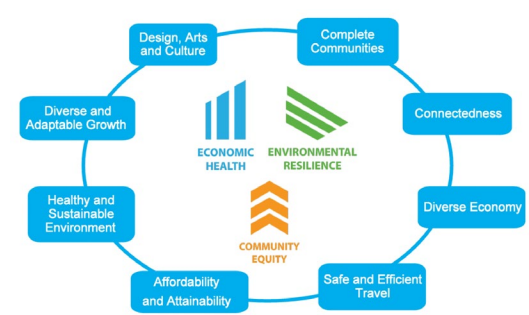 Design, Arts
and Culture
Complete
Communities
Diverse and
Adaptable Growth
Connectedness
ECONOMIC
HEALTH
ENVIRONMENTAL
RESILIENCE
Healthy and
Sustainable
Environment
Diverse Economy
COMMUNITY
EQUITY
Affordability
and Attainability
Safe and Efficient
Travel